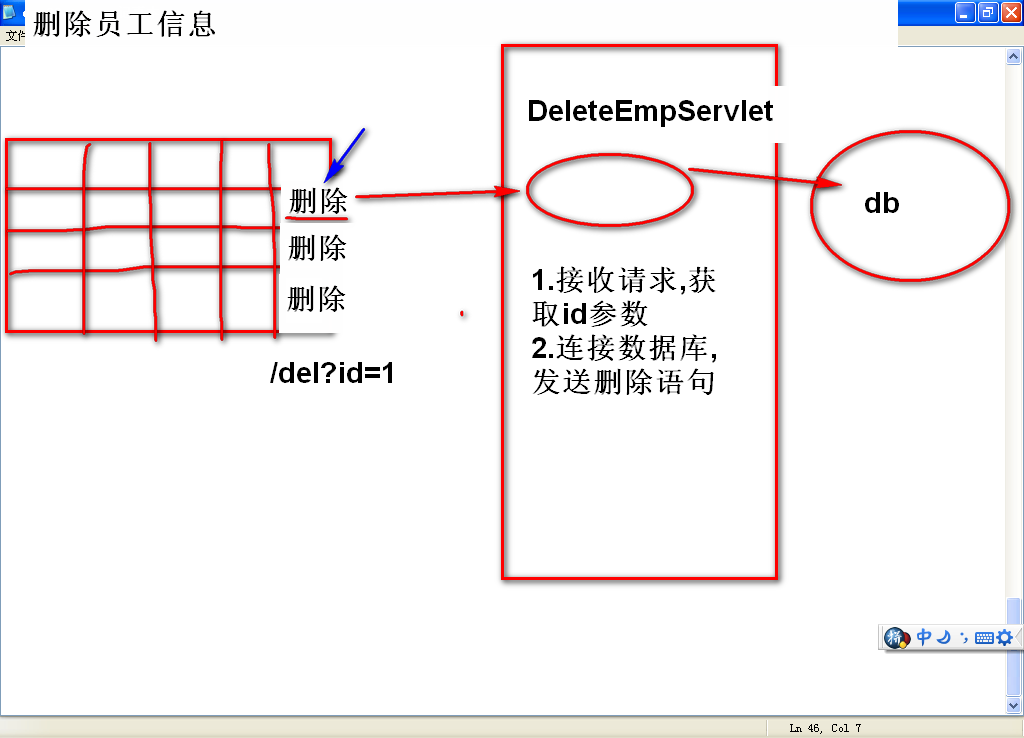 删除员工信息
文件
DeleteEmpServlet
删除
删除
删除
db
1.接收请求,获
取id参数
2.连接数据库,
发送删除语句
/del?id=1
拼 中
Ln 46, Col 7